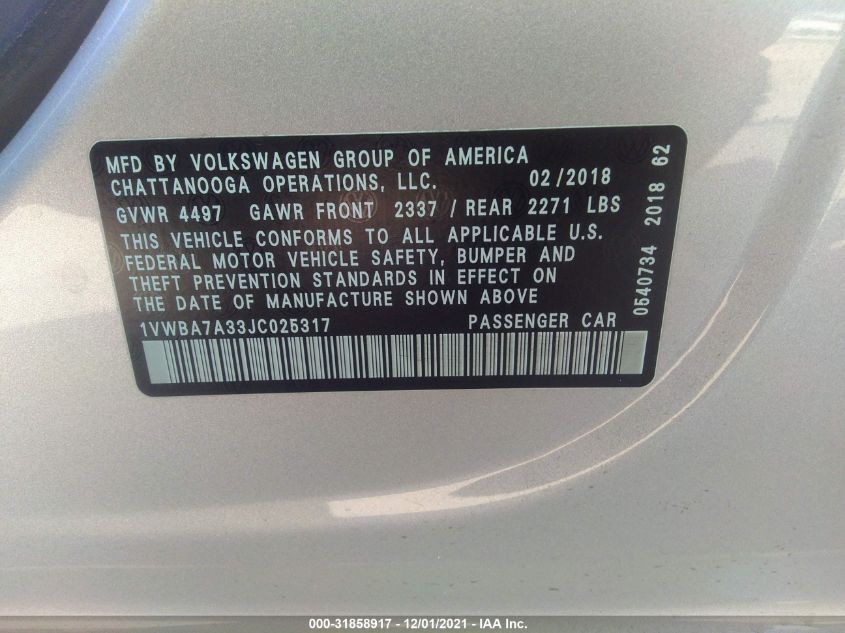 MFD BY VOLKSWAGEN GROUP OF AMERICA
CHATTANOOGA OPERATIONS, LLC. 02/2018
GVWR 4497 GAWR FRONT 2337 / REAR 2271 LBS
THIS VEHICLE CONFORMS TO ALL APPLICABLE U.S.
FEDERAL MOTOR VEHICLE SAFETY, BUMPER AND
THEFT PREVENTION STANDARDS IN EFFECT ON
THE DATE OF MANUFACTURE SHOWN ABOVE
1VWBA7A33JC025317 PASSENGER CAR
0540734 2018 62
000-31858917 - 12/01/2021 - IAA Inc.